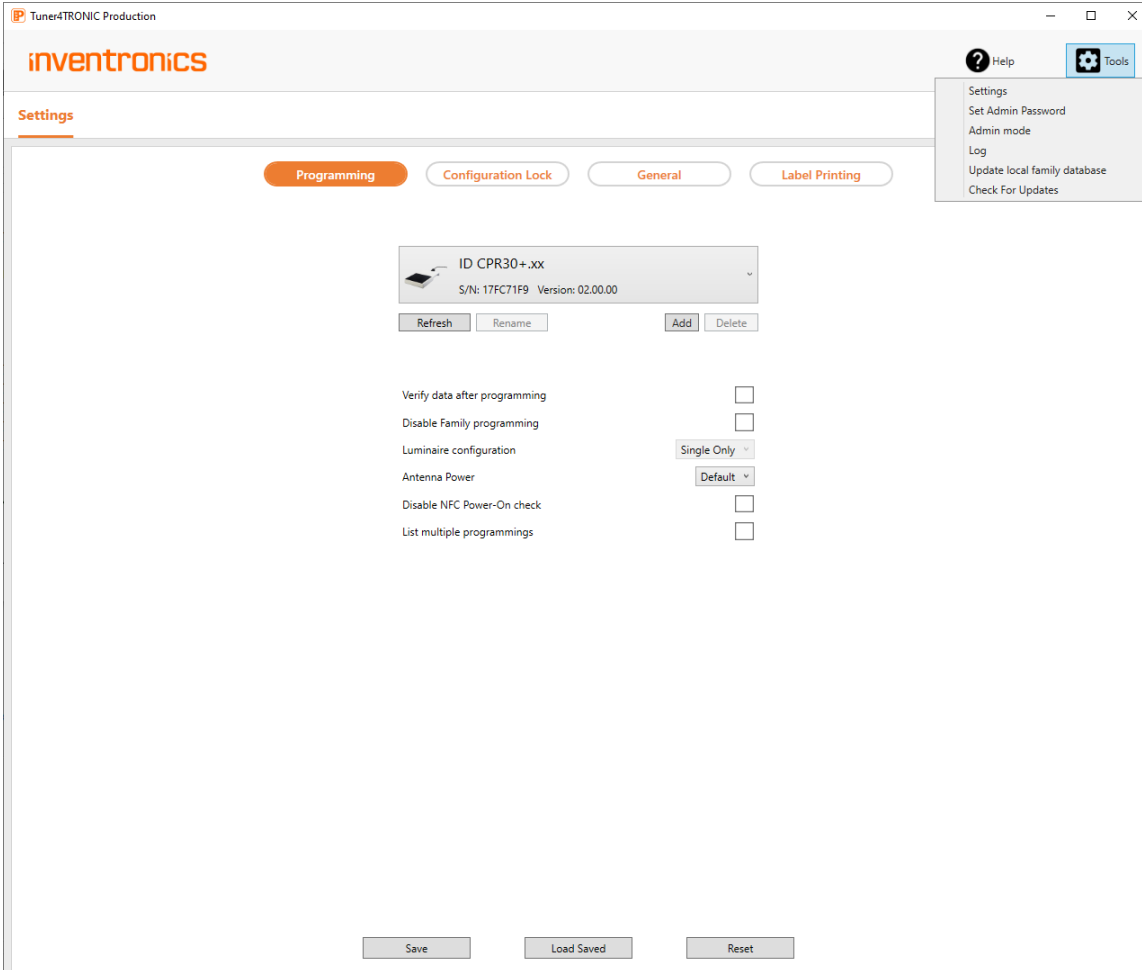 Tuner4TRONIC Production
inventronics
Help
Tools
Settings
Set Admin Password
Admin mode
Log
Update local family database
Check For Updates
Settings
Programming
Configuration Lock
General
Label Printing
ID CPR30+.xx
S/N: 17FC71F9 Version: 02.00.00
Refresh
Rename
Add
Delete
Verify data after programming
Disable Family programming
Luminaire configuration
Single Only
Antenna Power
Default
Disable NFC Power-On check
List multiple programmings
Save
Load Saved
Reset